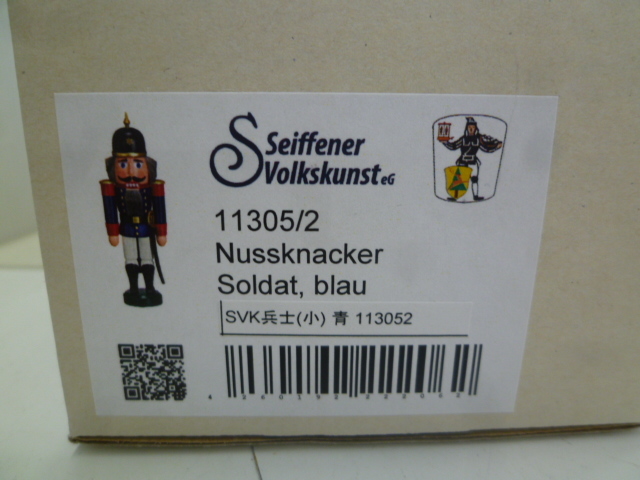 Seiffener
Volkskunst eG
11305/2
Nussknacker
Soldat, blau
SVK兵士(小) 青 113052